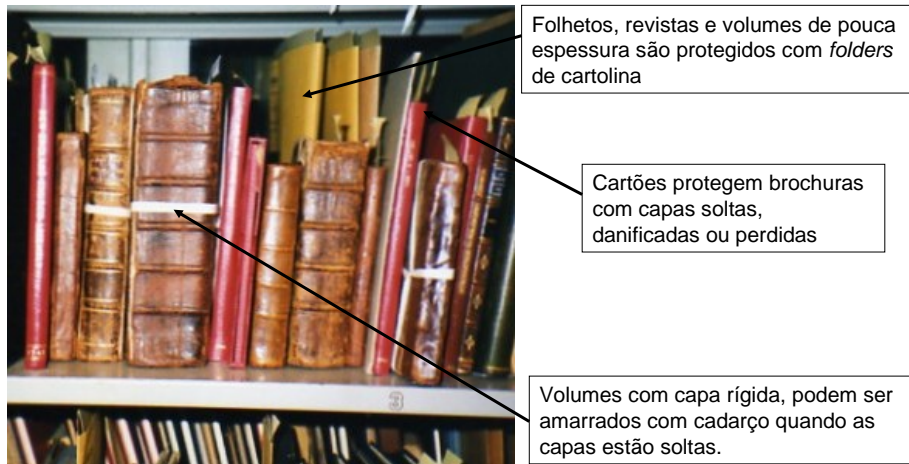 Folhetos, revistas e volumes de pouca
espessura são protegidos com folders
de cartolina
Cartões protegem brochuras
com capas soltas,
danificadas ou perdidas
Volumes com capa rígida, podem ser
amarrados com cadarço quando as
capas estão soltas.
3